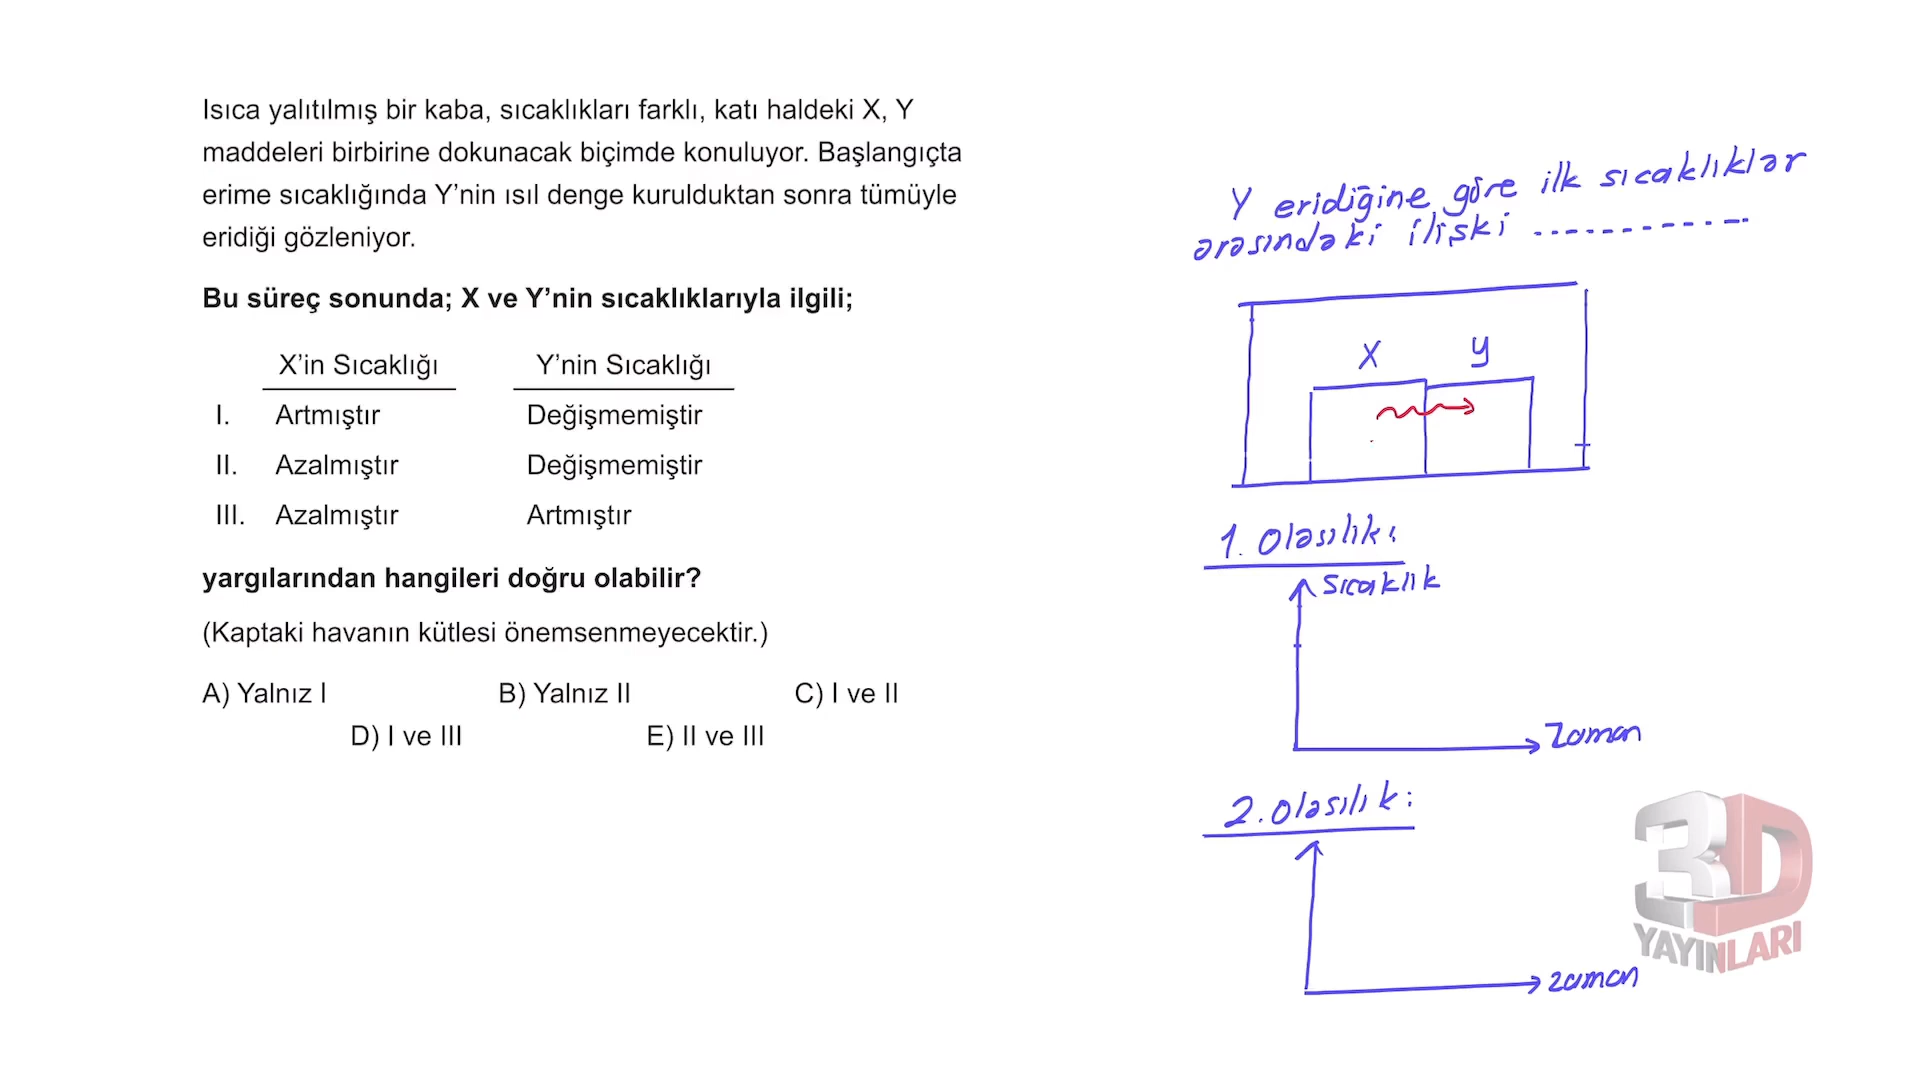 Isıca yalıtılmış bir kaba, sıcaklıkları farklı, katı haldeki X, Y
maddeleri birbirine dokunacak biçimde konuluyor. Başlangıçta
erime sıcaklığında Y’nin ısıl denge kurulduktan sonra tümüyle
eridiği gözleniyor.
Bu süreç sonunda; X ve Y’nin sıcaklıklarıyla ilgili;
X’in Sıcaklığı Y’nin Sıcaklığı
I. Artmıştır Değişmemiştir
II. Azalmıştır Değişmemiştir
III. Azalmıştır Artmıştır
yargılarından hangileri doğru olabilir?
(Kaptaki havanın kütlesi önemsenmeyecektir.)
A) Yalnız I B) Yalnız II C) I ve II
D) I ve III E) II ve III
Y eridiğine göre ilk sıcaklıklar
arasındaki ilişki .............
X Y
1. Olasılık:
Sıcaklık
Zaman
2. Olasılık:
zaman
3D
YAYINLARI